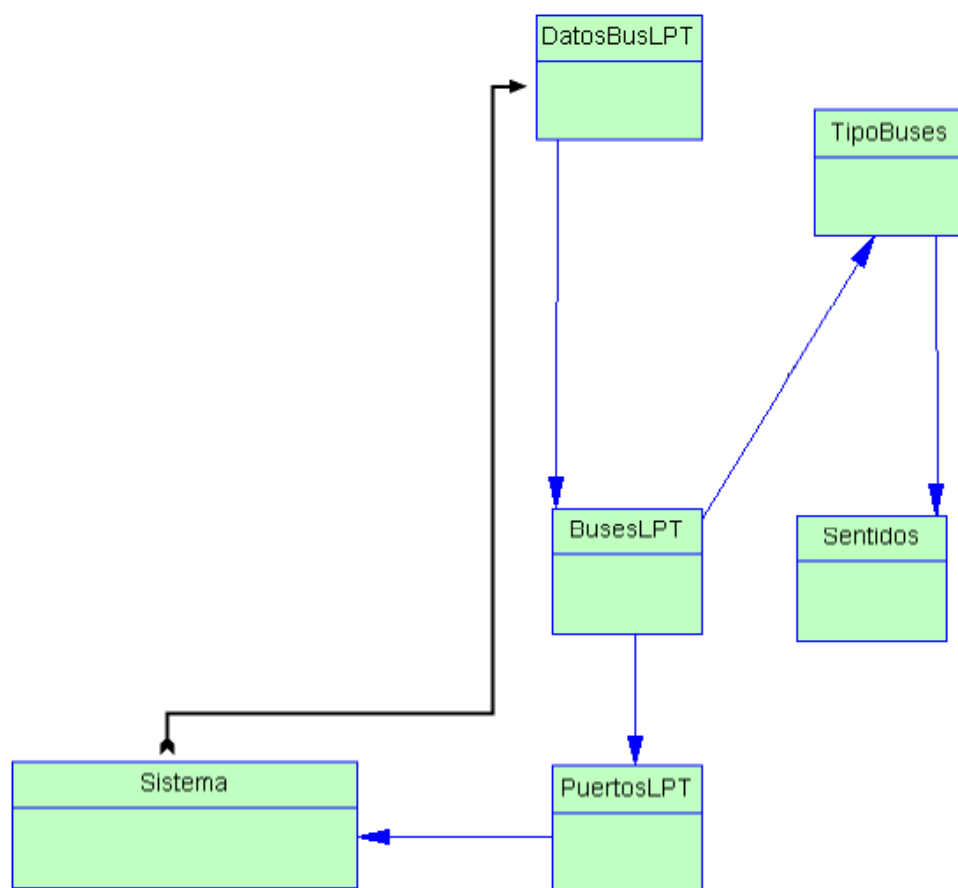 DatosBusLPT
TipoBuses
BusesLPT
Sentidos
Sistema
PuertosLPT